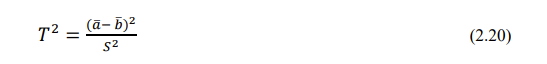 T² = (ā− b̄)² / S² (2.20)